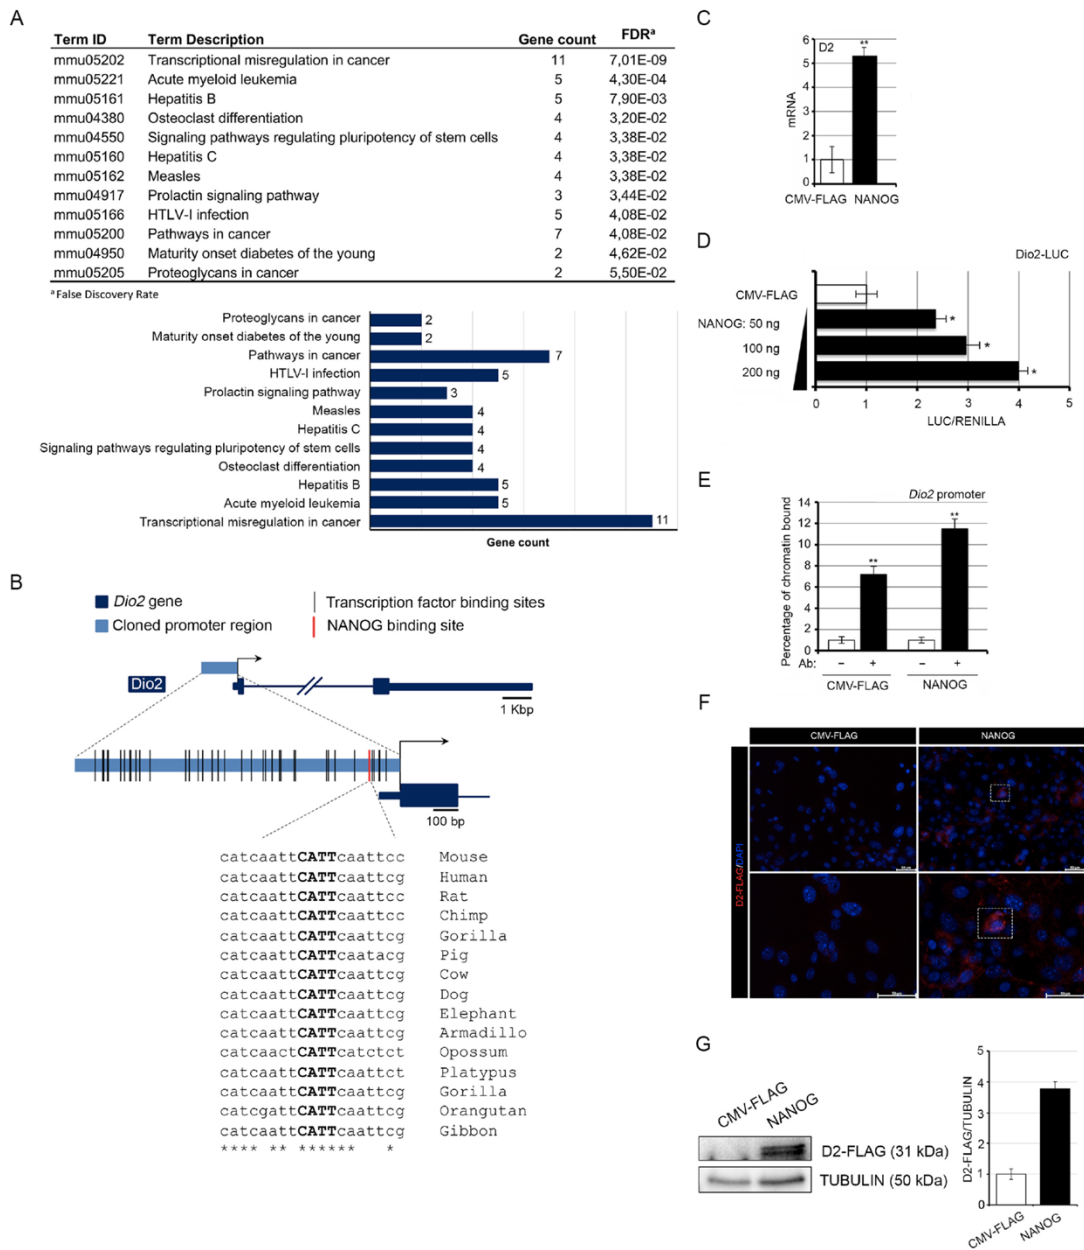 A
Term ID Term Description Gene count FDRa
mmu05202 Transcriptional misregulation in cancer 11 7,01E-09
mmu05221 Acute myeloid leukemia 5 4,30E-04
mmu05161 Hepatitis B 5 7,90E-03
mmu04380 Osteoclast differentiation 4 3,20E-02
mmu04550 Signaling pathways regulating pluripotency of stem cells 4 3,38E-02
mmu05160 Hepatitis C 4 3,38E-02
mmu05162 Measles 4 3,38E-02
mmu04917 Prolactin signaling pathway 3 3,44E-02
mmu05166 HTLV-I infection 5 4,08E-02
mmu05200 Pathways in cancer 7 4,08E-02
mmu04950 Maturity onset diabetes of the young 2 4,62E-02
mmu05205 Proteoglycans in cancer 2 5,50E-02
a False Discovery Rate
Proteoglycans in cancer 2
Maturity onset diabetes of the young 2
Pathways in cancer 7
HTLV-I infection 5
Prolactin signaling pathway 3
Measles 4
Hepatitis C 4
Signaling pathways regulating pluripotency of stem cells 4
Osteoclast differentiation 4
Hepatitis B 5
Acute myeloid leukemia 5
Transcriptional misregulation in cancer 11
Gene count
B
Dio2 gene
Cloned promoter region
Transcription factor binding sites
NANOG binding site
Dio2
1 Kbp
100 bp
catcaattCATTcaattcc Mouse
catcaattCATTcaattcg Human
catcaattCATTcaattcc Rat
catcaattCATTcaattcc Chimp
catcaattCATTcaattcg Gorilla
catcaattCATTcaatacg Pig
catcaattCATTcaattcg Cow
catcaattCATTcaattcg Dog
catcaattCATTcaattcg Elephant
catcaattCATTcaattcg Armadillo
catcaactCATTcatctct Opossum
catcaattCATTcaattct Platypus
catcaattCATTcaattcg Gorilla
catcgattCATTcaattcg Orangutan
catcaattCATTcaattcg Gibbon
**** ** ****** *
C
D2
**
6
5
4
3
2
1
0
mRNA
CMV-FLAG NANOG
D
Dio2-LUC
CMV-FLAG
NANOG: 50 ng *
100 ng *
200 ng *
0 1 2 3 4 5
LUC/RENILLA
E
Dio2 promoter
Percentage of chromatin bound
14
12
10
8
6
4
2
0
** **
Ab: – + – +
CMV-FLAG NANOG
F
CMV-FLAG NANOG
D2-FLAG/DAPI
G
CMV-FLAG NANOG
D2-FLAG (31 kDa)
TUBULIN (50 kDa)
D2-FLAG/TUBULIN
5
4
3
2
1
0
CMV-FLAG NANOG